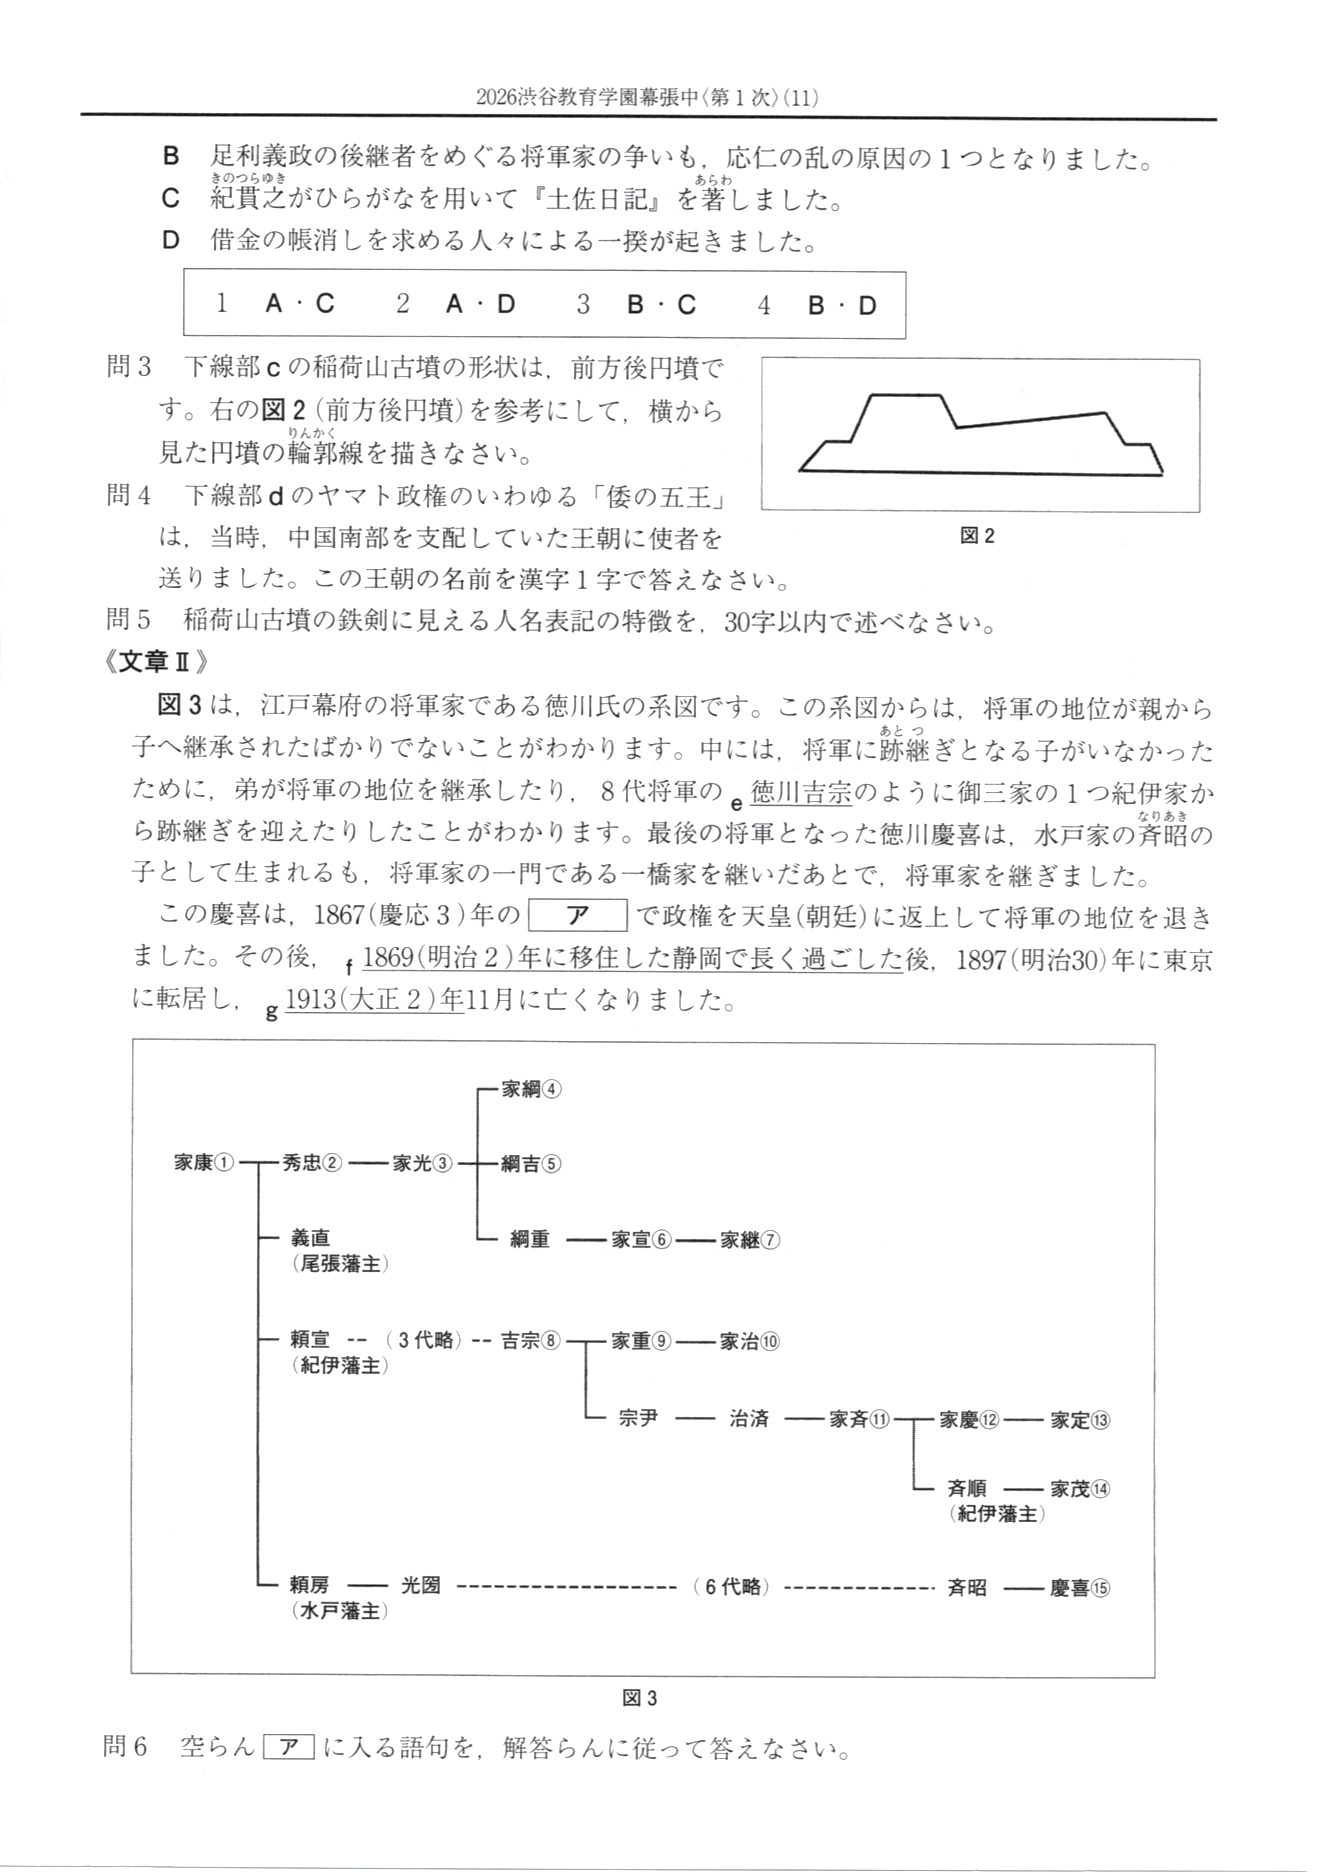 2026渋谷教育学園幕張中〈第1次〉(11)
B 足利義政の後継者をめぐる将軍家の争いも，応仁の乱の原因の1つとなりました。
C 紀貫之がひらがなを用いて『土佐日記』を著しました。
きのつらゆき あらわ
D 借金の帳消しを求める人々による一揆が起きました。
1 A・C 2 A・D 3 B・C 4 B・D
問3 下線部cの稲荷山古墳の形状は，前方後円墳で
す。右の図2(前方後円墳)を参考にして，横から
見た円墳の輪郭線を描きなさい。
りんかく
図2
問4 下線部dのヤマト政権のいわゆる「倭の五王」
は，当時，中国南部を支配していた王朝に使者を
送りました。この王朝の名前を漢字1字で答えなさい。
問5 稲荷山古墳の鉄剣に見える人名表記の特徴を，30字以内で述べなさい。
《文章Ⅱ》
図3は，江戸幕府の将軍家である徳川氏の系図です。この系図からは，将軍の地位が親から
子へ継承されたばかりでないことがわかります。中には，将軍に跡継ぎとなる子がいなかった
あとつ
ために，弟が将軍の地位を継承したり，8代将軍のe徳川吉宗のように御三家の1つ紀伊家か
ら跡継ぎを迎えたりしたことがわかります。最後の将軍となった徳川慶喜は，水戸家の斉昭の
なりあき
子として生まれるも，将軍家の一門である一橋家を継いだあとで，将軍家を継ぎました。
この慶喜は，1867(慶応3)年の ア で政権を天皇(朝廷)に返上して将軍の地位を退き
ました。その後，f1869(明治2)年に移住した静岡で長く過ごした後，1897(明治30)年に東京
に転居し，g1913(大正2)年11月に亡くなりました。
家綱④
家康① 秀忠② 家光③ 綱吉⑤
義直 綱重 家宣⑥ 家継⑦
(尾張藩主)
頼宣 (3代略) 吉宗⑧ 家重⑨ 家治⑩
(紀伊藩主)
宗尹 治済 家斉⑪ 家慶⑫ 家定⑬
斉順 家茂⑭
(紀伊藩主)
頼房 光圀 (6代略) 斉昭 慶喜⑮
(水戸藩主)
図3
問6 空らん ア に入る語句を，解答らんに従って答えなさい。